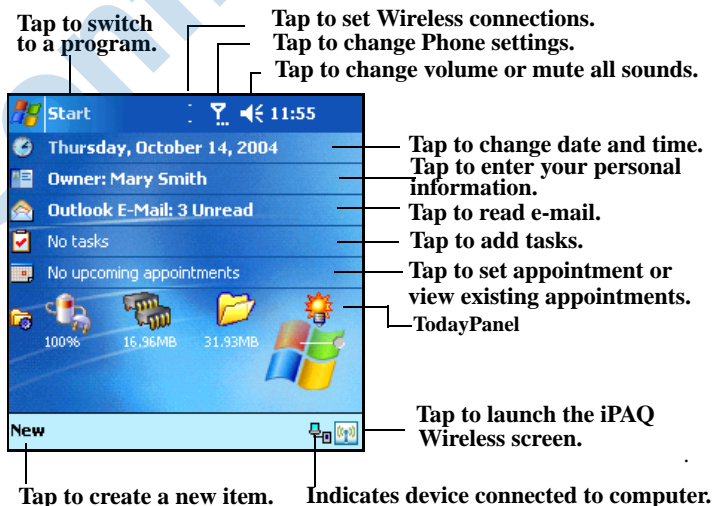 Tap to switch
to a program.
Tap to set Wireless connections.
Tap to change Phone settings.
Tap to change volume or mute all sounds.
Start
11:55
Thursday, October 14, 2004
Owner: Mary Smith
Outlook E-Mail: 3 Unread
No tasks
No upcoming appointments
100%
16.96MB
31.93MB
New
Tap to change date and time.
Tap to enter your personal
information.
Tap to read e-mail.
Tap to add tasks.
Tap to set appointment or
view existing appointments.
TodayPanel
Tap to launch the iPAQ
Wireless screen.
.
Tap to create a new item.
Indicates device connected to computer.